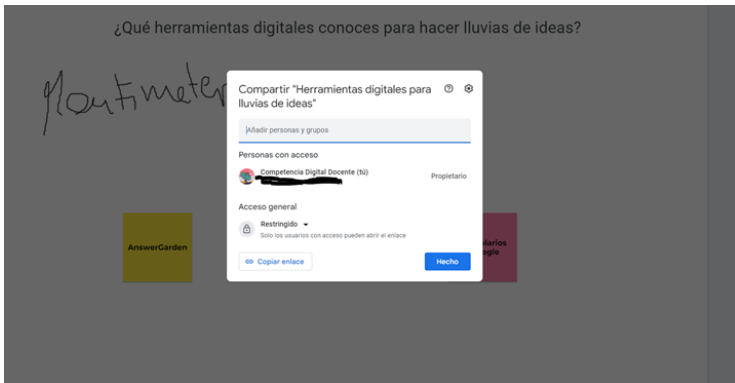 ¿Qué herramientas digitales conoces para hacer lluvias de ideas?
Compartir "Herramientas digitales para
lluvias de ideas"
Añadir personas y grupos
Personas con acceso
Competencia Digital Docente (tú)
Propietario
Acceso general
Restringido
Solo los usuarios con acceso pueden abrir el enlace
Copiar enlace
Hecho
AnswerGarden